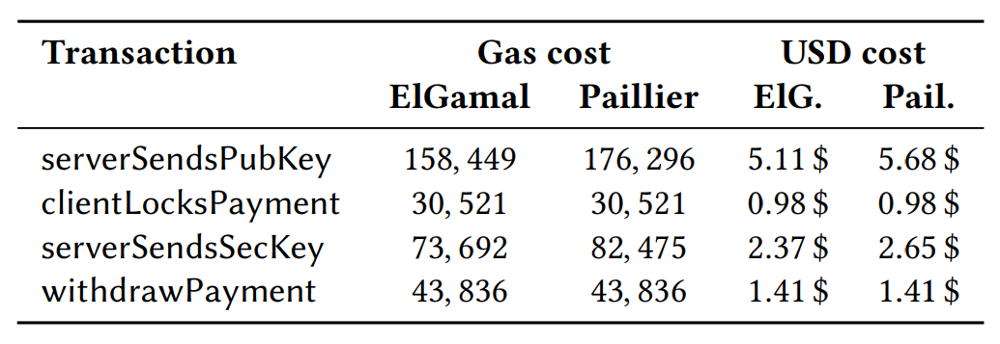 Transaction Gas cost USD cost
ElGamal Paillier ElG. Pail.
serverSendsPubKey 158, 449 176, 296 5.11 $ 5.68 $
clientLocksPayment 30, 521 30, 521 0.98 $ 0.98 $
serverSendsSecKey 73, 692 82, 475 2.37 $ 2.65 $
withdrawPayment 43, 836 43, 836 1.41 $ 1.41 $